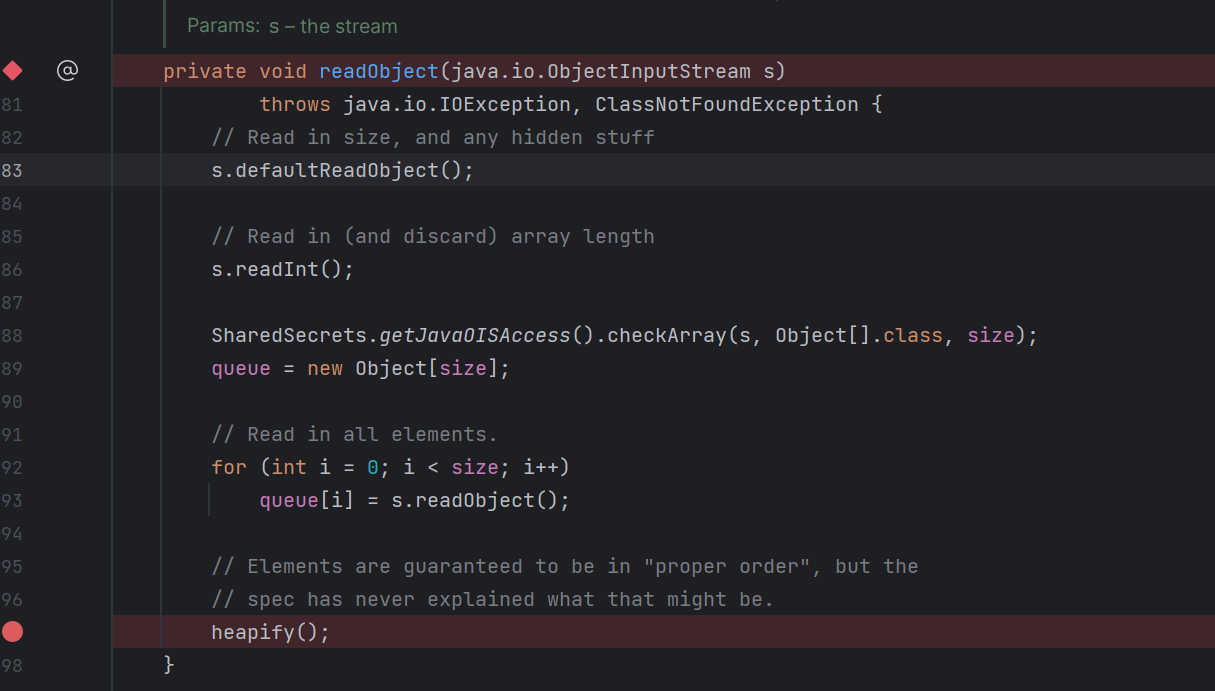 Params: s – the stream
@ private void readObject(java.io.ObjectInputStream s)
81 throws java.io.IOException, ClassNotFoundException {
82 // Read in size, and any hidden stuff
83 s.defaultReadObject();
84
85 // Read in (and discard) array length
86 s.readInt();
87
88 SharedSecrets.getJavaOISAccess().checkArray(s, Object[].class, size);
89 queue = new Object[size];
90
91 // Read in all elements.
92 for (int i = 0; i < size; i++)
93 queue[i] = s.readObject();
94
95 // Elements are guaranteed to be in "proper order", but the
96 // spec has never explained what that might be.
heapify();
98 }